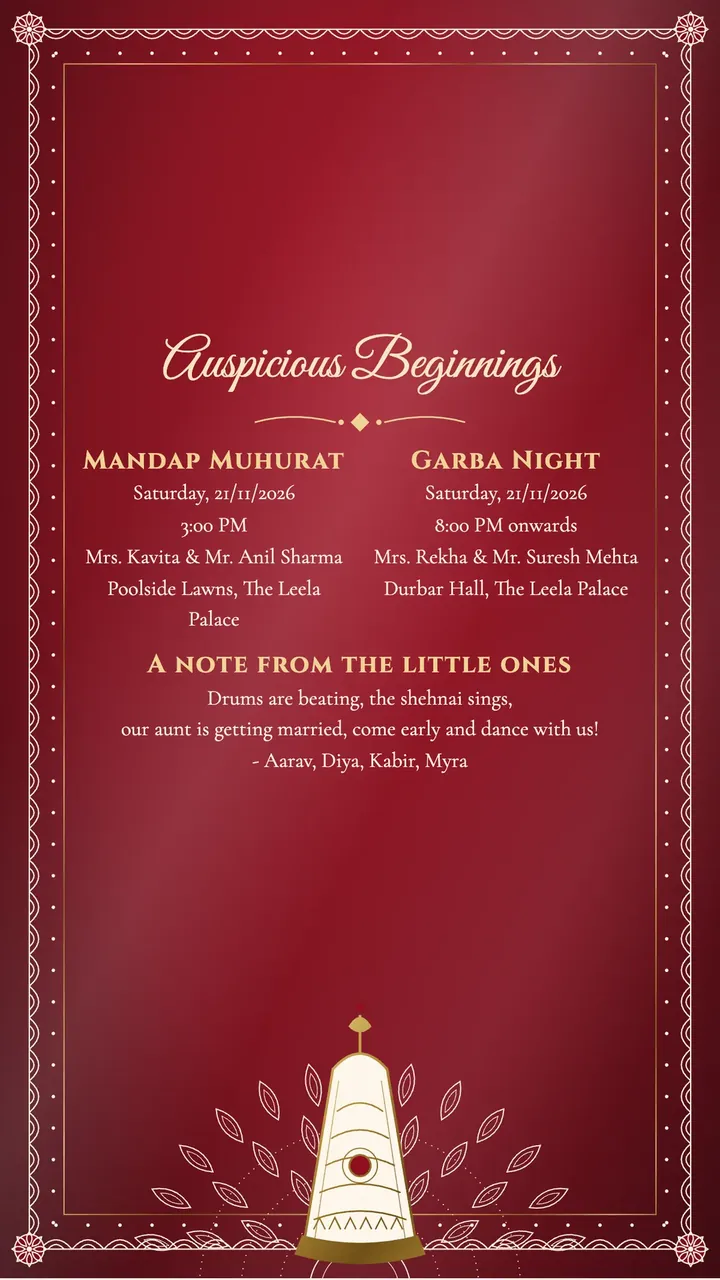 Auspicious Beginnings
Mandap Muhurat
Saturday, 21/11/2026
3:00 PM
Mrs. Kavita & Mr. Anil Sharma
Poolside Lawns, The Leela
Palace
Garba Night
Saturday, 21/11/2026
8:00 PM onwards
Mrs. Rekha & Mr. Suresh Mehta
Durbar Hall, The Leela Palace
A note from the little ones
Drums are beating, the shehnai sings,
our aunt is getting married, come early and dance with us!
- Aarav, Diya, Kabir, Myra